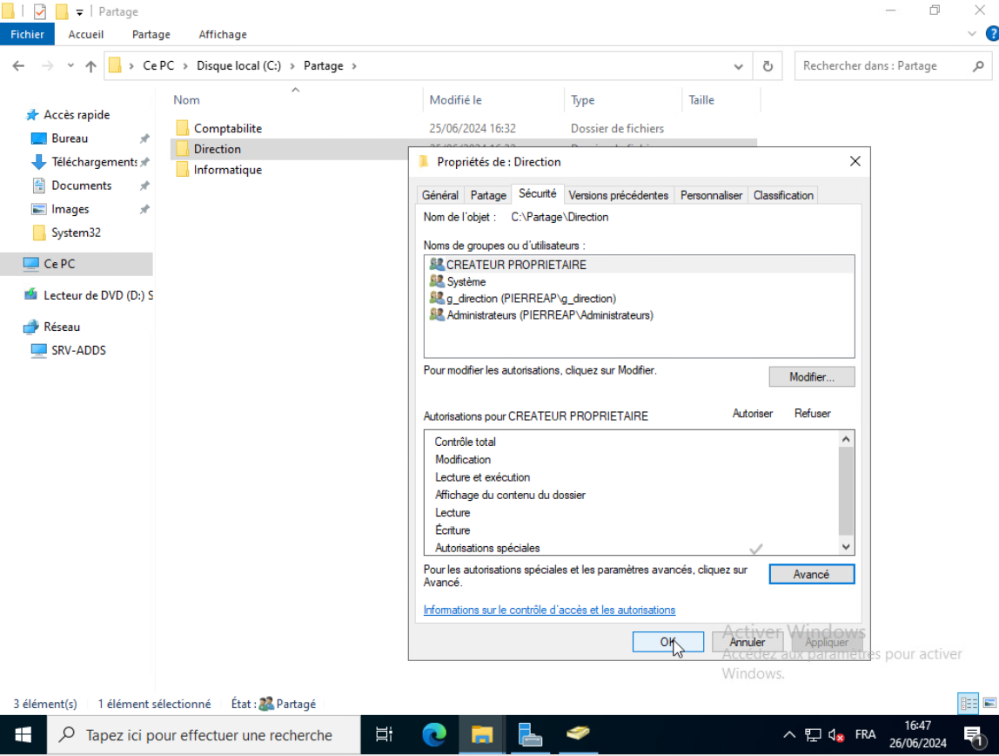 Partage
Fichier Accueil Partage Affichage
Ce PC Disque local (C:) Partage
Rechercher dans : Partage
Nom Modifié le Type Taille
Accès rapide
Bureau
Téléchargements
Documents
Images
System32
Ce PC
Lecteur de DVD (D:) S
Réseau
SRV-ADDS
Comptabilite 25/06/2024 16:32 Dossier de fichiers
Direction
Informatique
Propriétés de : Direction
Général Partage Sécurité Versions précédentes Personnaliser Classification
Nom de l'objet : C:\Partage\Direction
Noms de groupes ou d'utilisateurs :
CREATEUR PROPRIETAIRE
Système
g_direction (PIERREAP\g_direction)
Administrateurs (PIERREAP\Administrateurs)
Pour modifier les autorisations, cliquez sur Modifier.
Modifier...
Autorisations pour CREATEUR PROPRIETAIRE Autoriser Refuser
Contrôle total
Modification
Lecture et exécution
Affichage du contenu du dossier
Lecture
Écriture
Autorisations spéciales
Pour les autorisations spéciales et les paramètres avancés, cliquez sur
Avancé.
Avancé
Informations sur le contrôle d'accès et les autorisations
OK Annuler Appliquer
Activer Windows
Accédez aux paramètres pour activer
Windows.
3 élément(s) 1 élément sélectionné État : Partagé
Tapez ici pour effectuer une recherche
FRA
16:47
26/06/2024
1